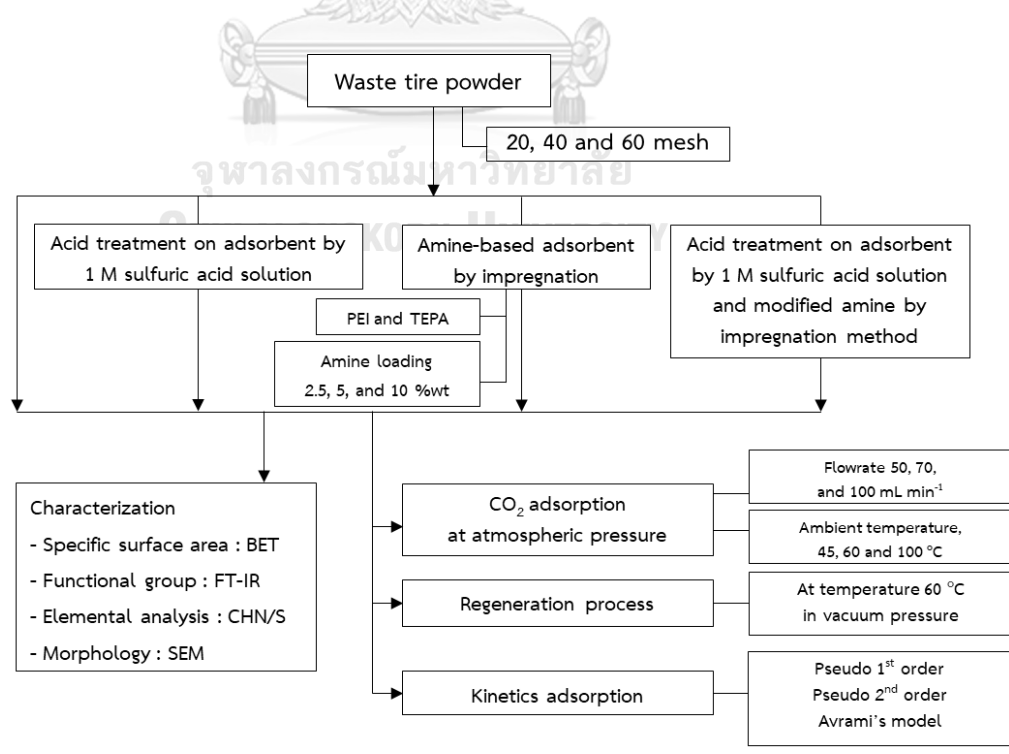 Waste tire powder
20, 40 and 60 mesh
จุฬาลงกรณ์มหาวิทยาลัย
UNIVERSITY
Acid treatment on adsorbent by
1 M sulfuric acid solution
Amine-based adsorbent
by impregnation
Acid treatment on adsorbent
by 1 M sulfuric acid solution
and modified amine by
impregnation method
PEI and TEPA
Amine loading
2.5, 5, and 10 %wt
Characterization
- Specific surface area : BET
- Functional group : FT-IR
- Elemental analysis : CHN/S
- Morphology : SEM
CO₂ adsorption
at atmospheric pressure
Flowrate 50, 70,
and 100 mL min⁻¹
Ambient temperature,
45, 60 and 100 °C
Regeneration process
At temperature 60 °C
in vacuum pressure
Kinetics adsorption
Pseudo 1ˢᵗ order
Pseudo 2ⁿᵈ order
Avrami's model